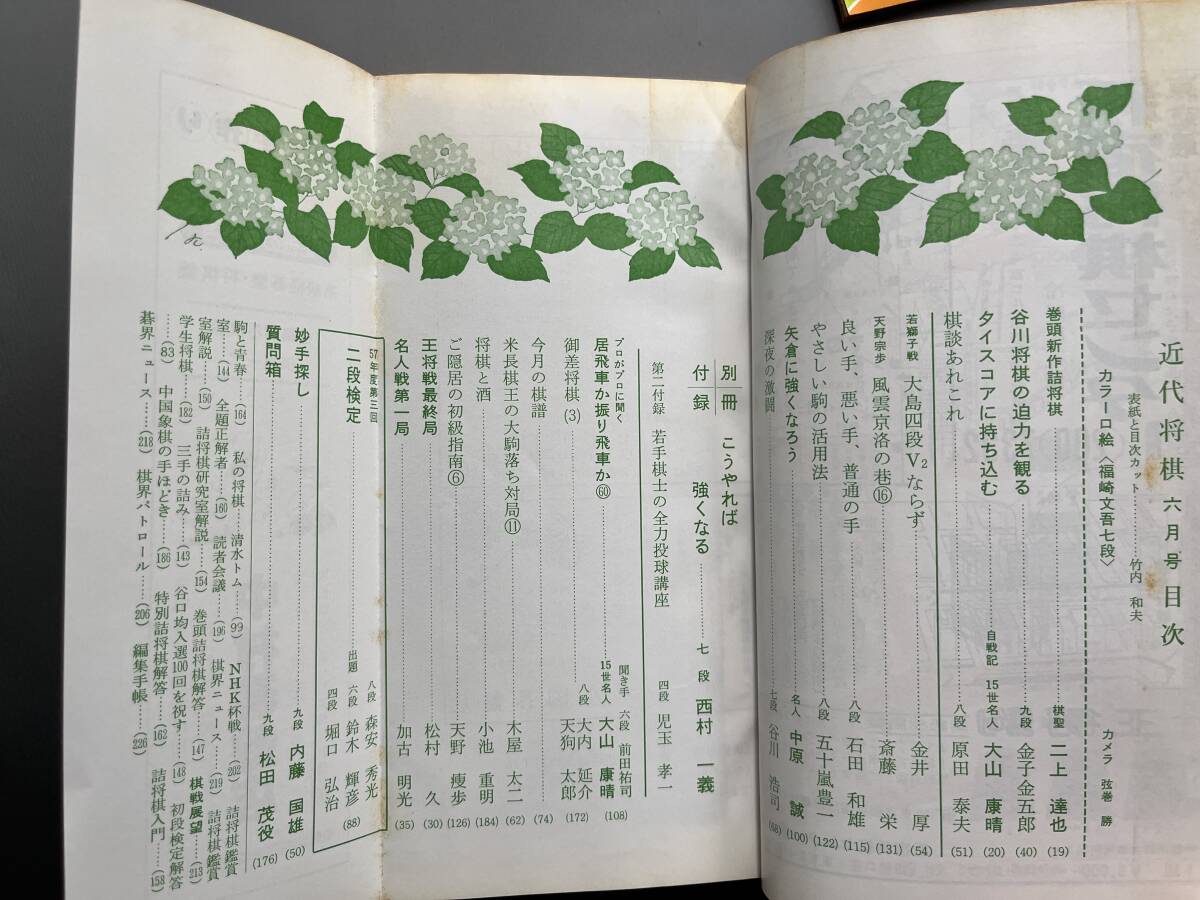 近代将棋 六月号 目次
表紙と目次カット………竹内 和夫
カラー口絵〈福崎文吾七段〉 カメラ 弦巻 勝
巻頭新作詰将棋………棋聖 二上 達也 (19)
谷川将棋の迫力を観る………九段 金子金五郎 (40)
タイスコアに持ち込む………自戦記 15世名人 大山 康晴 (20)
棋談あれこれ………八段 原田 泰夫 (51)
若獅子戦 大島四段V2ならず………金井 厚 (54)
天野宗歩 風雲京洛の巷⑯………斎藤 栄 (131)
良い手、悪い手、普通の手………八段 石田 和雄 (115)
やさしい駒の活用法………八段 五十嵐豊一 (122)
矢倉に強くなろう………名人 中原 誠 (100)
深夜の激闘………七段 谷川 浩司 (68)
別冊付録 こうやれば強くなる………七段 西村 一義
第二付録 若手棋士の全力投球講座 四段 児玉 孝一
プロがプロに聞く 居飛車か振り飛車か㊿ 聞き手 六段 前田祐司
15世名人 大山 康晴 (108)
御差将棋(3)………八段 大内 延介 (172)
今月の棋譜………天狗 太郎 (74)
米長棋王の大駒落ち対局⑪………木屋 太二 (62)
将棋と酒………小池 重明 (184)
ご隠居の初級指南⑥………天野 痩歩 (126)
王将戦最終局………松村 久 (30)
名人戦第一局………加古 明光 (35)
57年度第三回 二段検定………出題 八段 森安 秀光 六段 鈴木 輝彦 四段 堀口 弘治 (88)
妙手探し………九段 内藤 国雄 (50)
質問箱………九段 松田 茂役 (176)
駒と青春……(164) 私の将棋 清水トム……(99) NHK杯戦……(202) 詰将棋鑑賞
室……(144) 全題正解者……(160) 読者会議……(196) 棋界ニュース……(219) 詰将棋鑑賞
室解説……(150) 詰将棋研究室解説……(154) 巻頭詰将棋解答……(147) 棋戦展望……(213)
学生将棋……(182) 三手の詰み……(143) 谷口均入選100回を祝す……(148) 初段検定解答
……(83) 中国象棋の手ほどき……(186) 特別詰将棋解答……(162) 詰将棋入門……(158)
碁界ニュース……(218) 棋界パトロール……(206) 編集手帳……(226)